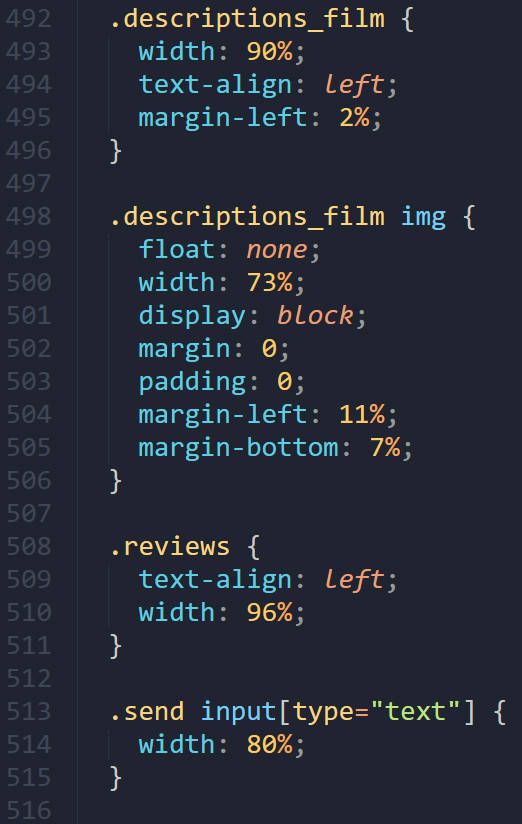 492 .descriptions_film {
493 width: 90%;
494 text-align: left;
495 margin-left: 2%;
496 }
497
498 .descriptions_film img {
499 float: none;
500 width: 73%;
501 display: block;
502 margin: 0;
503 padding: 0;
504 margin-left: 11%;
505 margin-bottom: 7%;
506 }
507
508 .reviews {
509 text-align: left;
510 width: 96%;
511 }
512
513 .send input[type="text"] {
514 width: 80%;
515 }
516